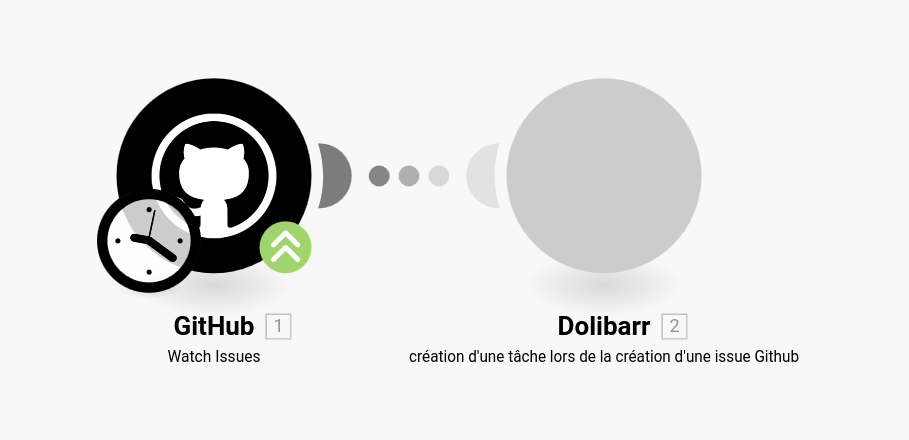 GitHub 1
Watch Issues
Dolibarr 2
création d'une tâche lors de la création d'une issue Github